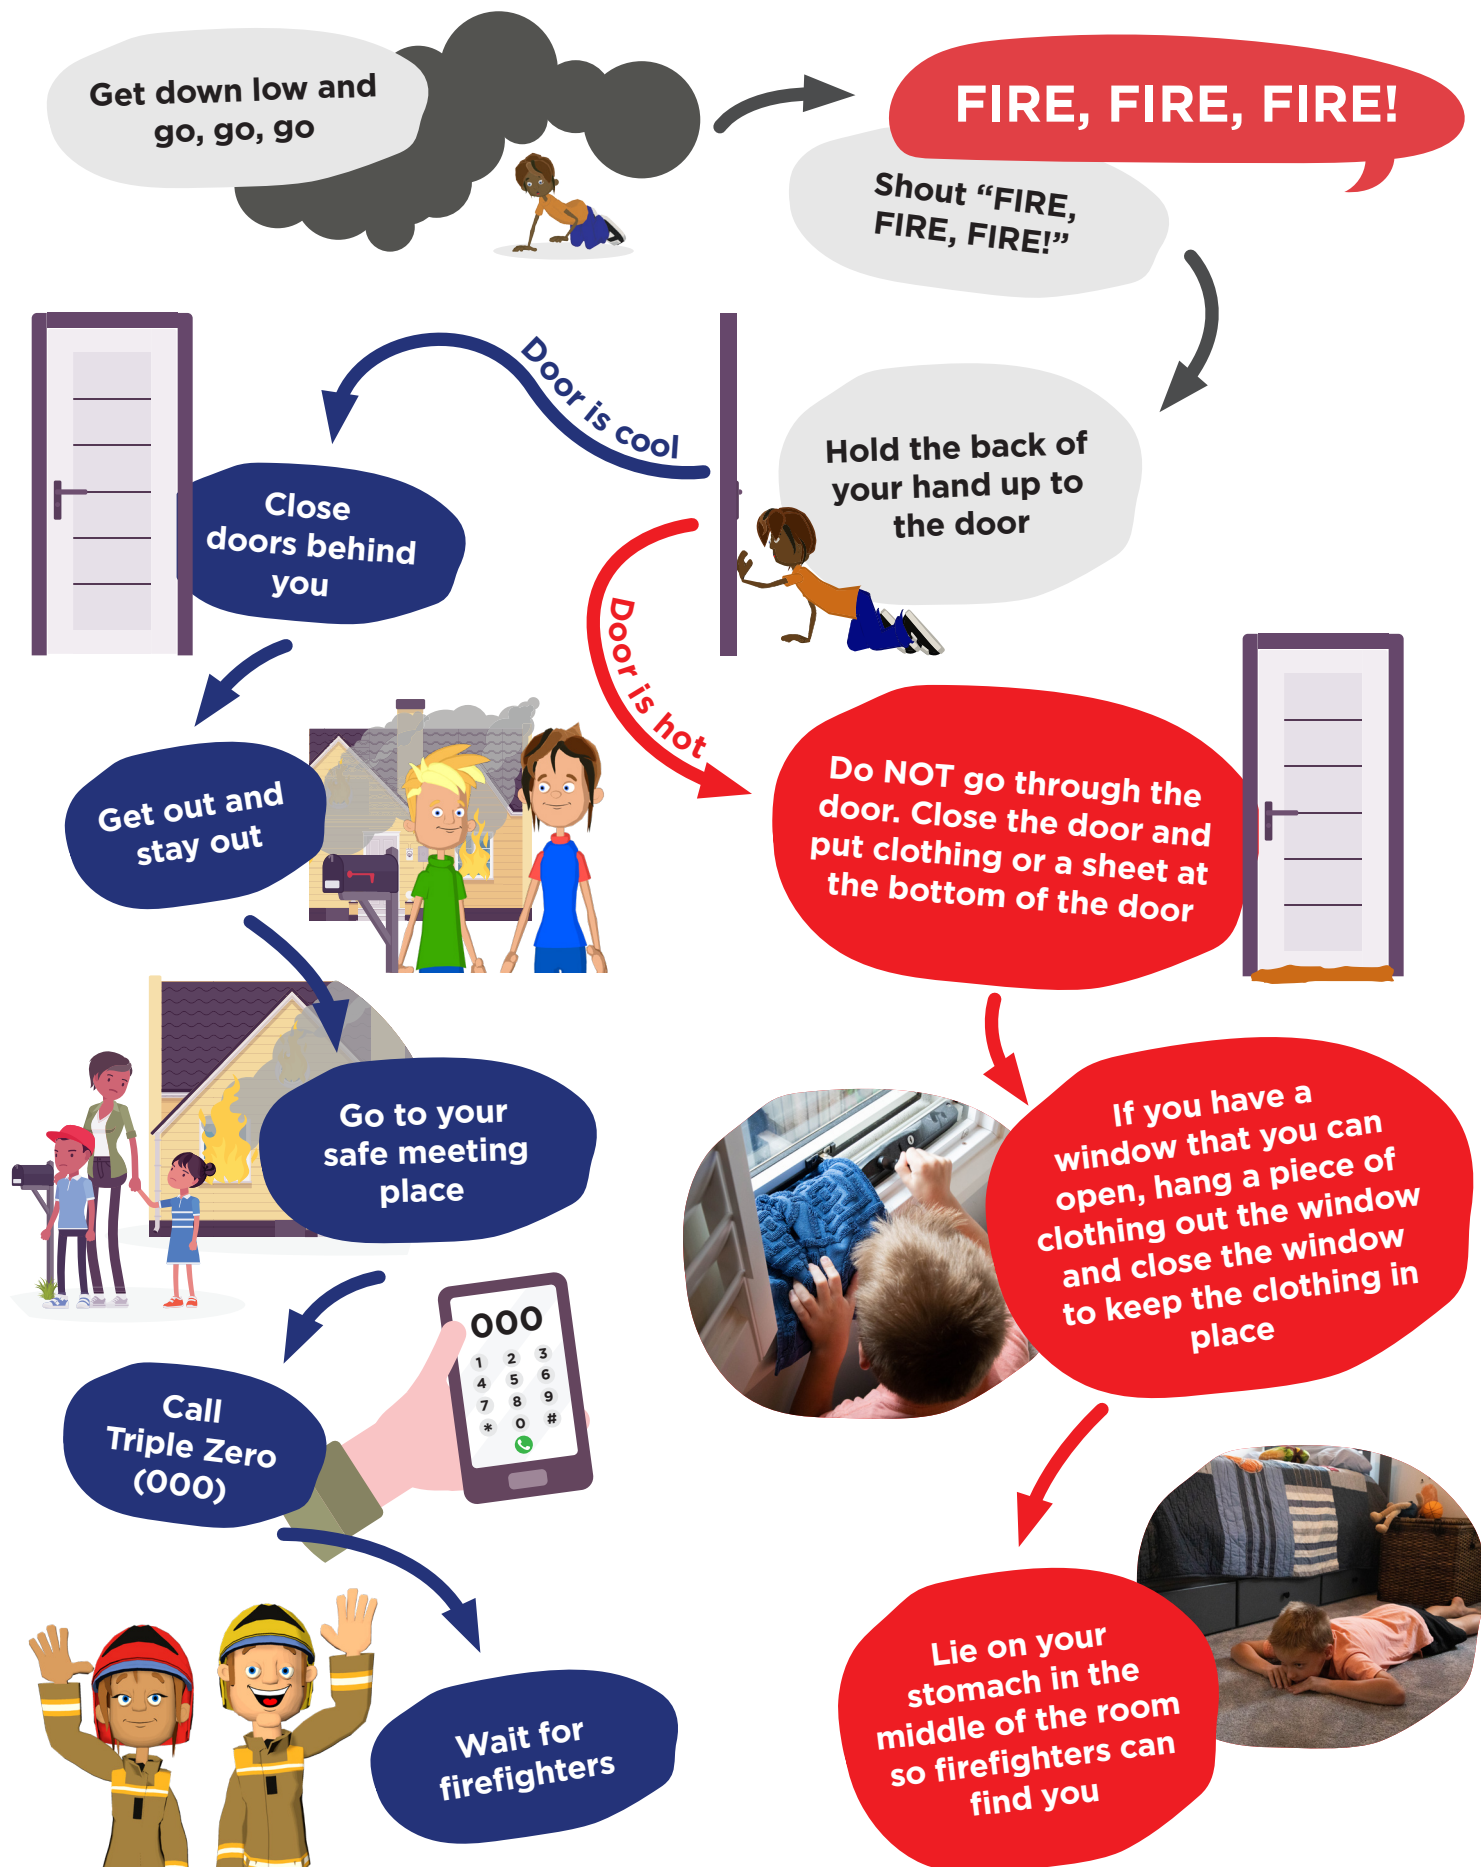 Get down low and
go, go, go
FIRE, FIRE, FIRE!
Shout “FIRE,
FIRE, FIRE!”
Hold the back of
your hand up to
the door
Door is cool
Close
doors behind
you
Get out and
stay out
Go to your
safe meeting
place
Call
Triple Zero
(000)
000
1 2 3
4 5 6
7 8 9
* 0 #
Wait for
firefighters
Door is hot
Do NOT go through the
door. Close the door and
put clothing or a sheet at
the bottom of the door
If you have a
window that you can
open, hang a piece of
clothing out the window
and close the window
to keep the clothing in
place
Lie on your
stomach in the
middle of the room
so firefighters can
find you